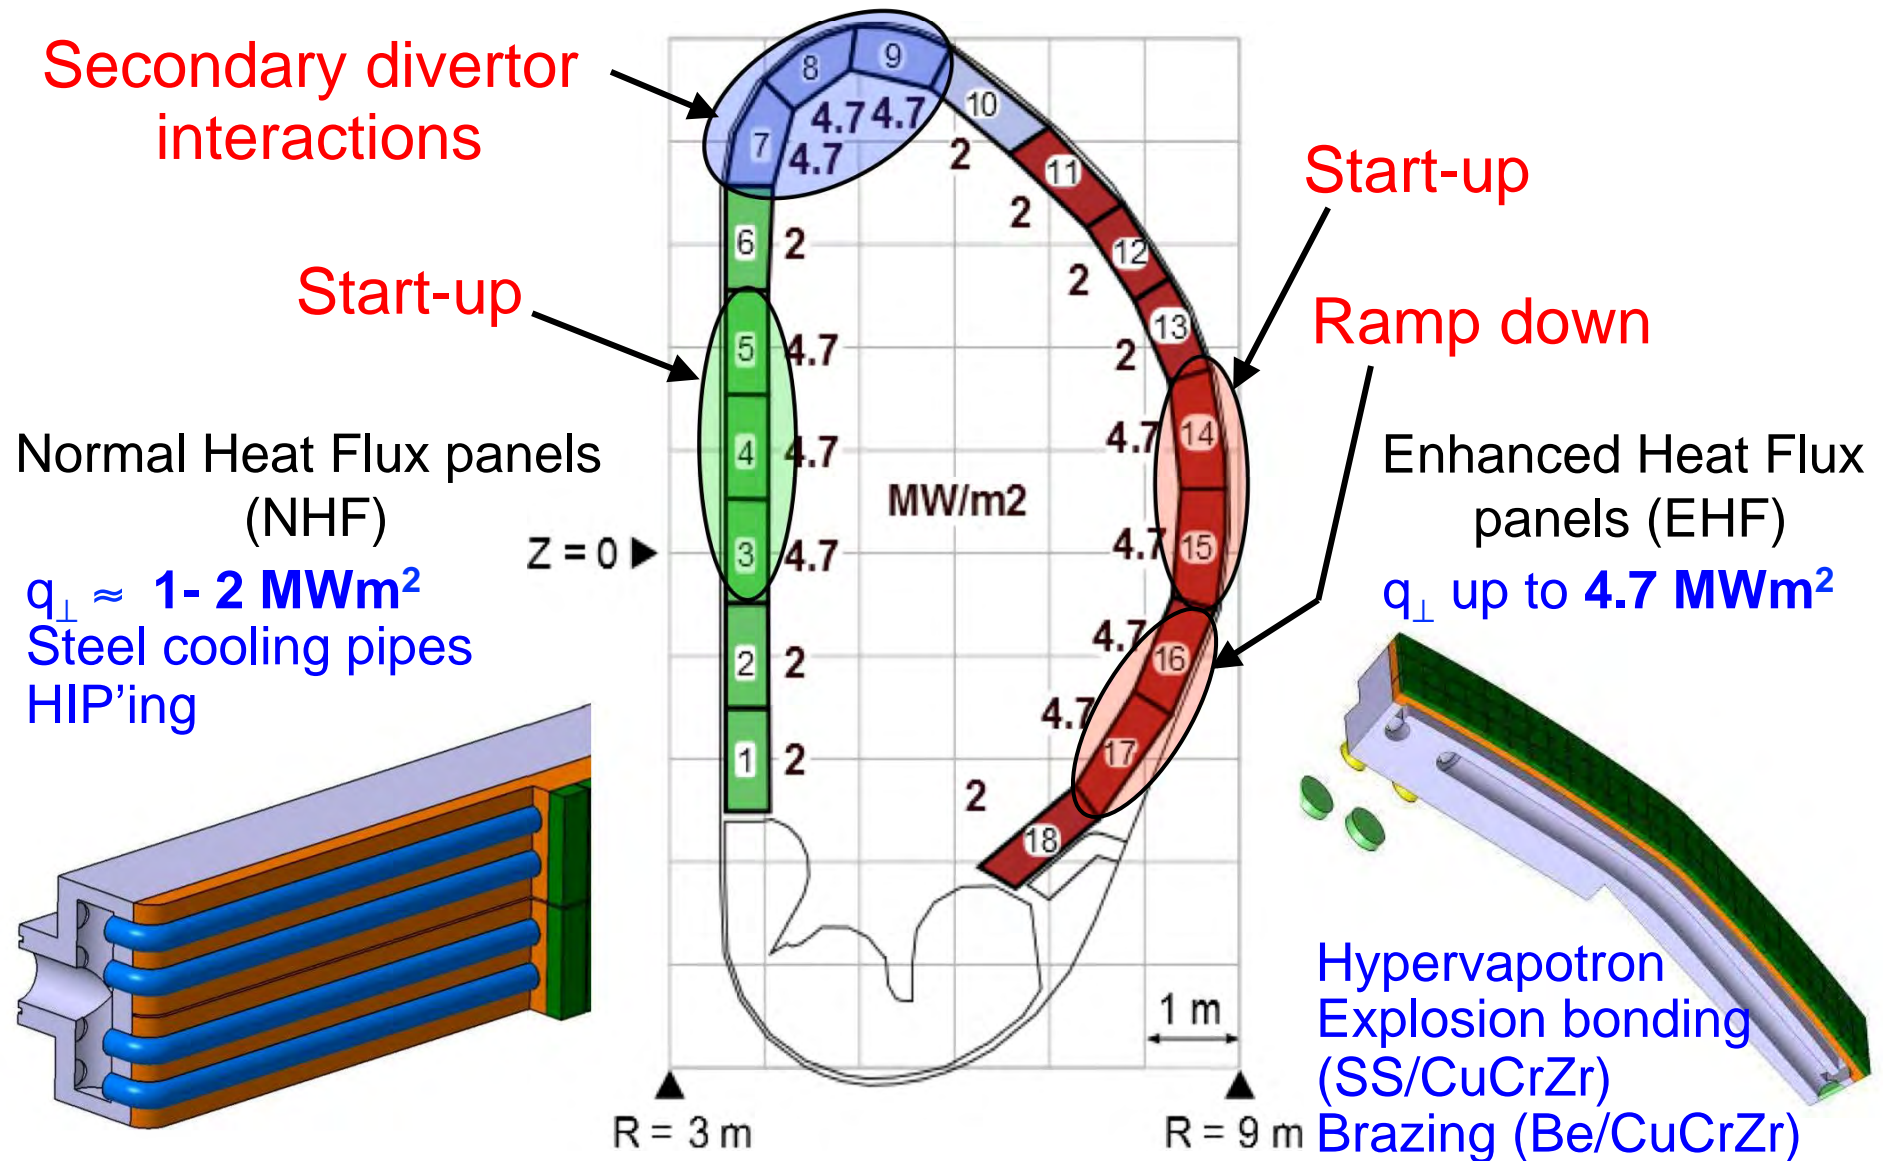 Secondary divertor
interactions
Start-up
Normal Heat Flux panels
(NHF)
q⊥ ≈ 1- 2 MWm²
Steel cooling pipes
HIP'ing
Z = 0
7
8
9
10
11
12
13
14
15
16
17
18
6
5
4
3
2
1
4.7
4.7
4.7
2
2
2
2
4.7
4.7
4.7
4.7
2
2
4.7
4.7
4.7
2
2
MW/m2
1 m
R = 3 m
R = 9 m
Start-up
Ramp down
Enhanced Heat Flux
panels (EHF)
q⊥ up to 4.7 MWm²
Hypervapotron
Explosion bonding
(SS/CuCrZr)
Brazing (Be/CuCrZr)